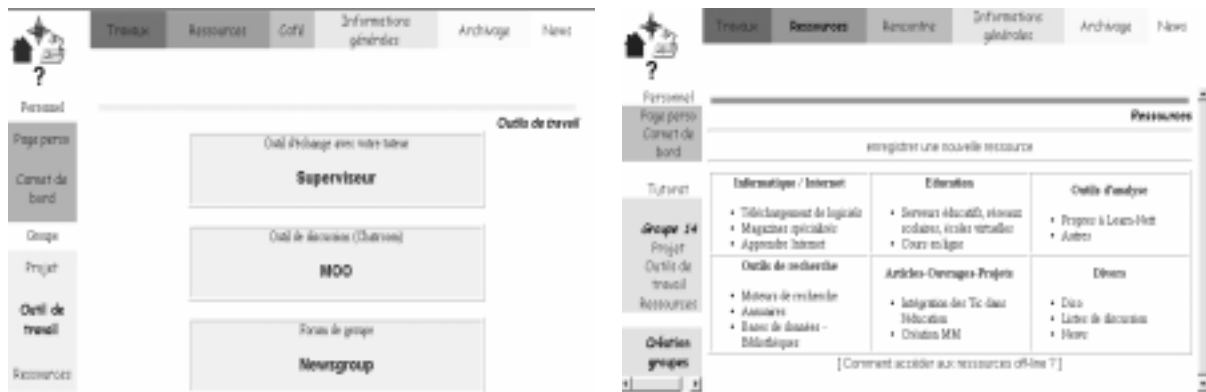 Travaux Ressources Café Informations générales Archivage News
?
Personnel
Page perso
Carnet de bord
Groupe
Projet
Outil de travail
Ressources
Outils de travail
Outil d'échange avec votre tuteur
Superviseur
Outil de discussion (Chatroom)
MOO
Forum de groupe
Newsgroup
Travaux Ressources Rencontre Informations générales Archivage News
?
Personnel
Page perso
Carnet de bord
Tutorat
Groupe 14
Projet
Outils de travail
Ressources
Création groupes
Ressources
enregistrer une nouvelle ressource
Informatique / Internet
• Téléchargement de logiciels
• Magazines spécialisés
• Apprendre Internet
Education
• Serveurs éducatifs, réseaux
scolaires, écoles virtuelles
• Cours en ligne
Outils d'analyse
• Propres à Learn-Nett
• Autres
Outils de recherche
• Moteurs de recherche
• Annuaires
• Bases de données -
Bibliothèques
Articles-Ouvrages-Projets
• Intégration des Tic dans
l'éducation
• Création MM
Divers
• Dico
• Listes de discussion
• News
[ Comment accéder aux ressources off-line ? ]